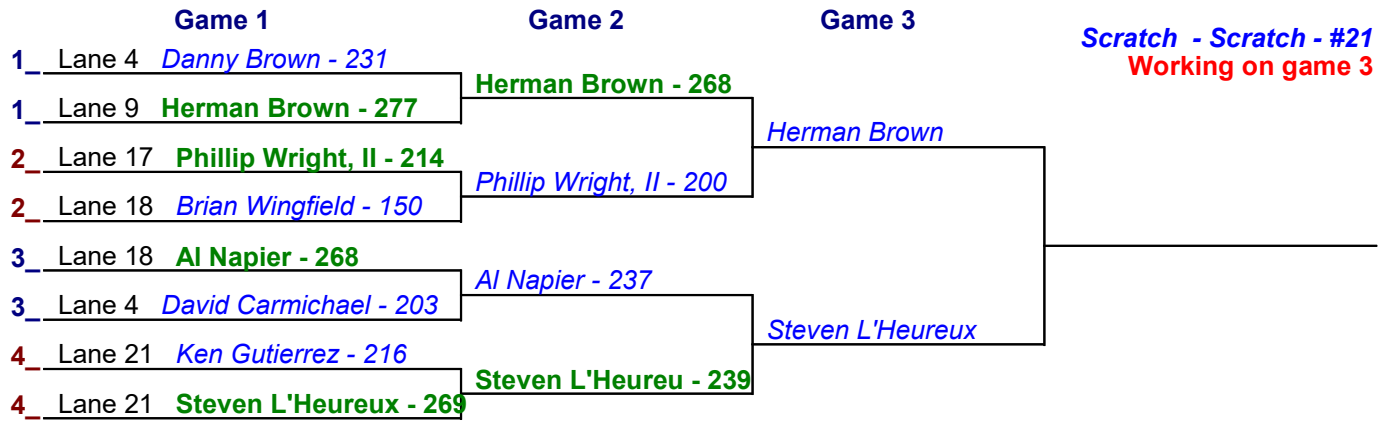 Game 1 Game 2 Game 3
Scratch - Scratch - #21
Working on game 3
1_ Lane 4 Danny Brown - 231
1_ Lane 9 Herman Brown - 277
2_ Lane 17 Phillip Wright, II - 214
2_ Lane 18 Brian Wingfield - 150
3_ Lane 18 Al Napier - 268
3_ Lane 4 David Carmichael - 203
4_ Lane 21 Ken Gutierrez - 216
4_ Lane 21 Steven L'Heureux - 269
Herman Brown - 268
Phillip Wright, II - 200
Al Napier - 237
Steven L'Heureu - 239
Herman Brown
Steven L'Heureux